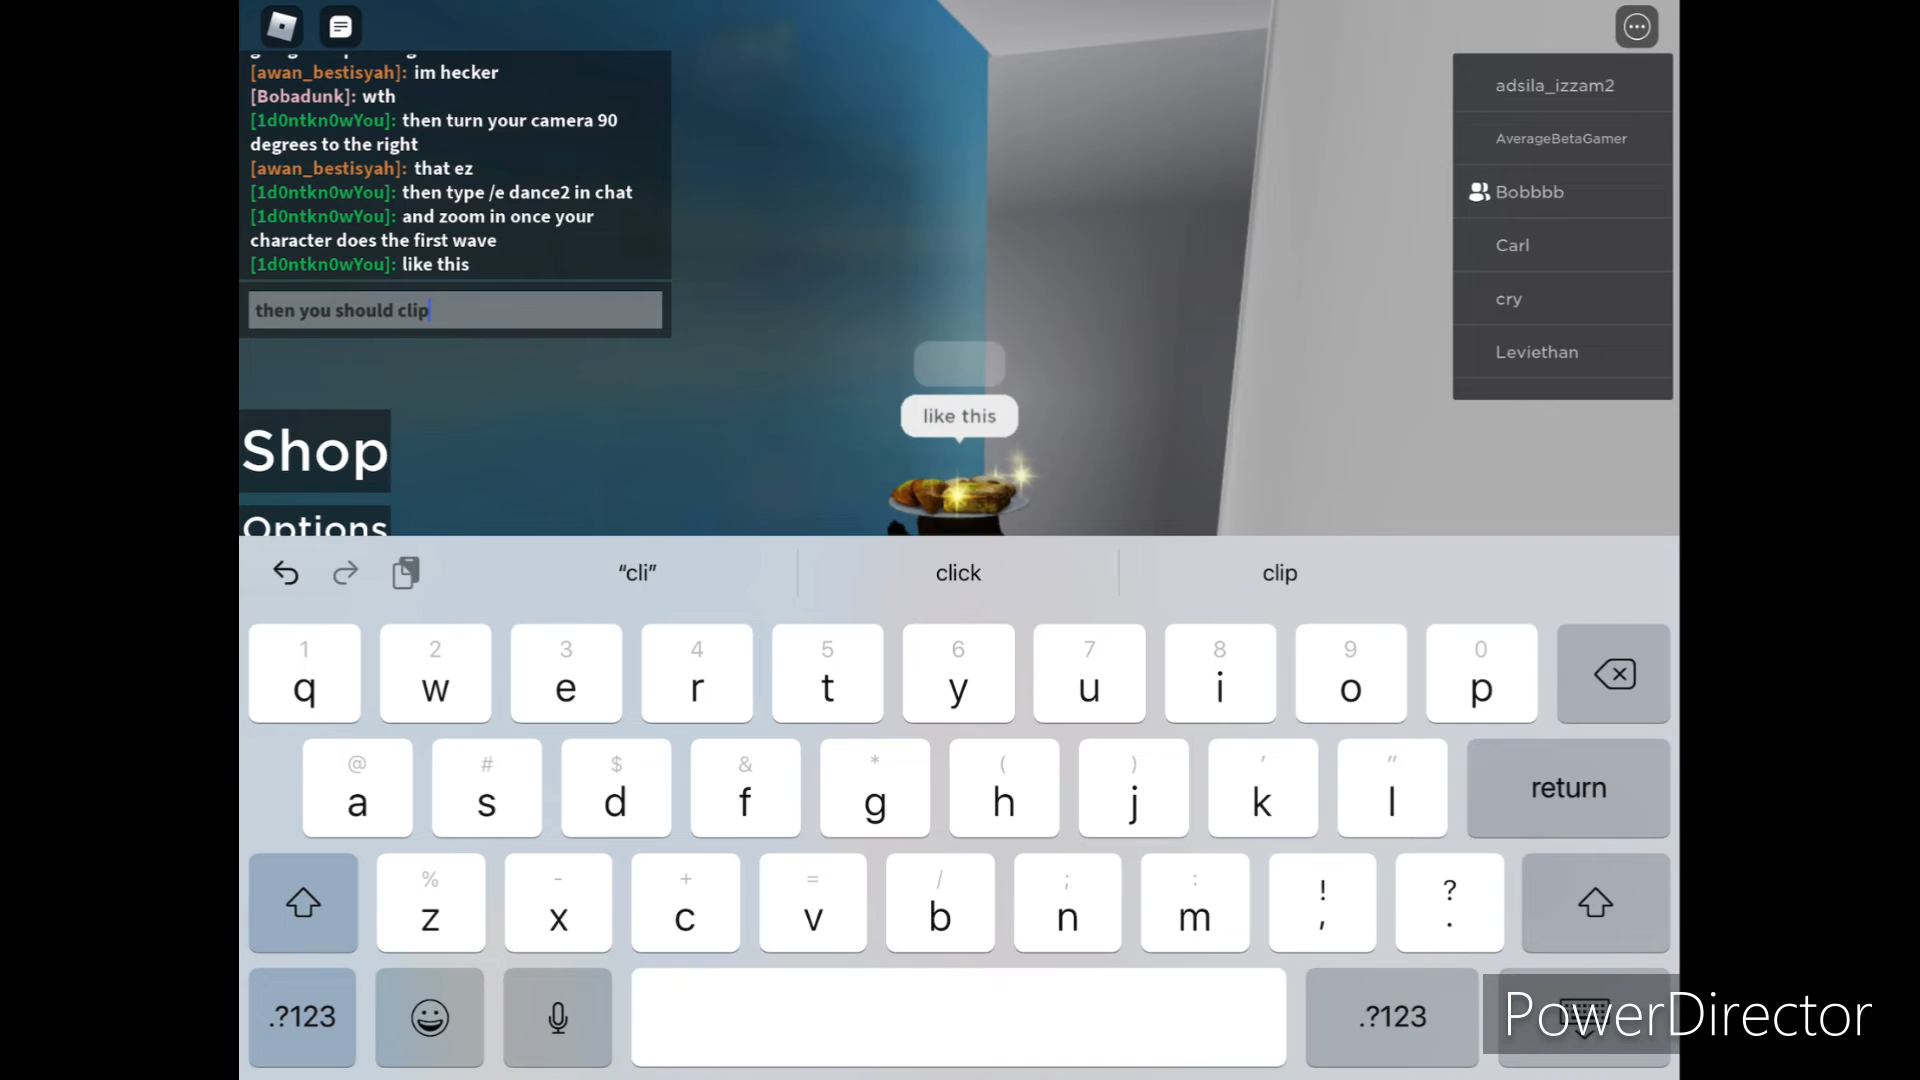 [awan_bestisyah]: im hecker
[Bobadunk]: wth
[1d0ntkn0wYou]: then turn your camera 90
degrees to the right
[awan_bestisyah]: that ez
[1d0ntkn0wYou]: then type /e dance2 in chat
[1d0ntkn0wYou]: and zoom in once your
character does the first wave
[1d0ntkn0wYou]: like this
then you should clip
adsila_izzam2
AverageBetaGamer
Bobbbb
Carl
cry
Leviethan
like this
Shop
Options
“cli” click clip
1 2 3 4 5 6 7 8 9 0
q w e r t y u i o p
@ # $ & * ( ) ' "
a s d f g h j k l return
% - + = / ; : ! ?
z x c v b n m , .
.?123 .?123
PowerDirector